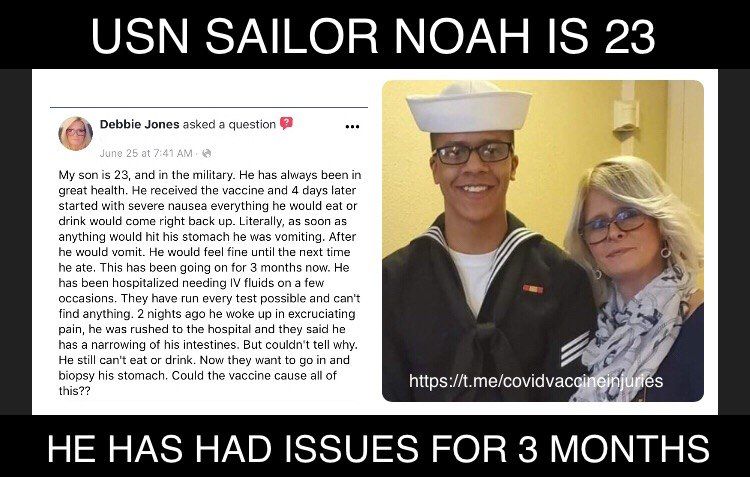 USN SAILOR NOAH IS 23
Debbie Jones asked a question
June 25 at 7:41 AM ·
My son is 23, and in the military. He has always been in
great health. He received the vaccine and 4 days later
started with severe nausea everything he would eat or
drink would come right back up. Literally, as soon as
anything would hit his stomach he was vomiting. After
he would vomit. He would feel fine until the next time
he ate. This has been going on for 3 months now. He
has been hospitalized needing IV fluids on a few
occasions. They have run every test possible and can't
find anything. 2 nights ago he woke up in excruciating
pain, he was rushed to the hospital and they said he
has a narrowing of his intestines. But couldn't tell why.
He still can't eat or drink. Now they want to go in and
biopsy his stomach. Could the vaccine cause all of
this??
https://t.me/covidvaccineinjuries
HE HAS HAD ISSUES FOR 3 MONTHS